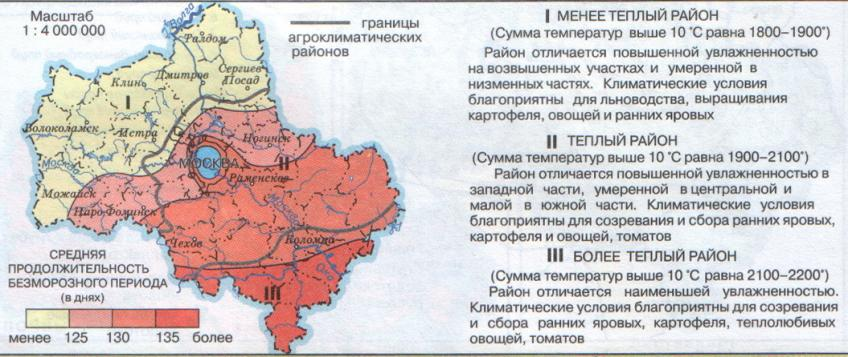 Масштаб
1 : 4 000 000
границы
агроклиматических
районов
Волга
Талдом
Дмитров
Сергиев
Посад
Клин
I
Волоколамск
Истра
Ногинск
Москва
МОСКВА
II
Раменское
Можайск
Наро-Фоминск
Москва
Чехов
Коломна
Ока
III
СРЕДНЯЯ
ПРОДОЛЖИТЕЛЬНОСТЬ
БЕЗМОРОЗНОГО ПЕРИОДА
(в днях)
менее 125 130 135 более
I МЕНЕЕ ТЕПЛЫЙ РАЙОН
(Сумма температур выше 10 °С равна 1800–1900°)
Район отличается повышенной увлажненностью
на возвышенных участках и умеренной в
низменных частях. Климатические условия
благоприятны для льноводства, выращивания
картофеля, овощей и ранних яровых
II ТЕПЛЫЙ РАЙОН
(Сумма температур выше 10 °С равна 1900–2100°)
Район отличается повышенной увлажненностью в
западной части, умеренной в центральной и
малой в южной части. Климатические условия
благоприятны для созревания и сбора ранних яровых,
картофеля и овощей, томатов
III БОЛЕЕ ТЕПЛЫЙ РАЙОН
(Сумма температур выше 10 °С равна 2100–2200°)
Район отличается наименьшей увлажненностью.
Климатические условия благоприятны для созревания
и сбора ранних яровых, картофеля, теплолюбивых
овощей, томатов